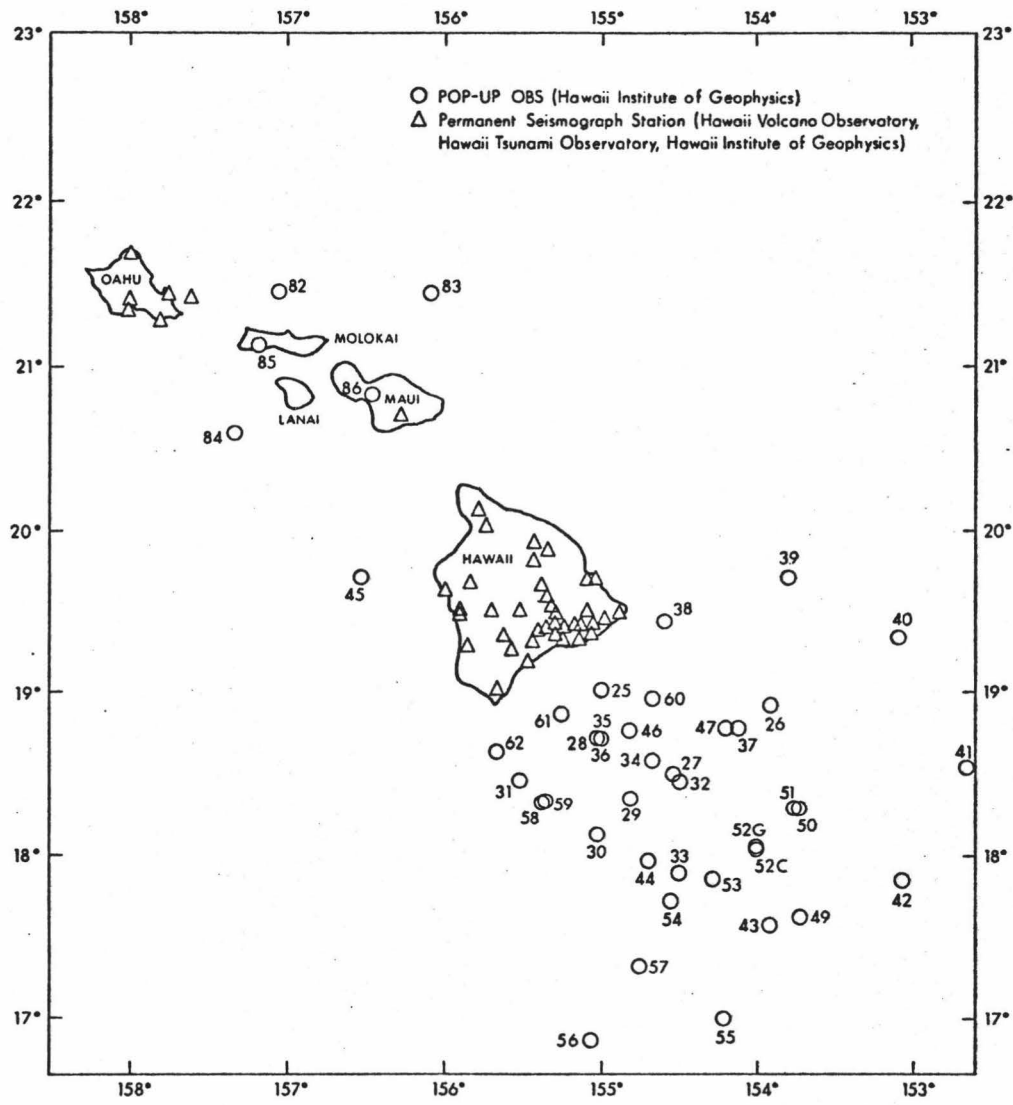 158° 157° 156° 155° 154° 153°
23° 23°
POP-UP OBS (Hawaii Institute of Geophysics)
Permanent Seismograph Station (Hawaii Volcano Observatory,
Hawaii Tsunami Observatory, Hawaii Institute of Geophysics)
22° 22°
OAHU
82 83
MOLOKAI
85
21° 21°
86 MAUI
LANAI
84
20° 20°
HAWAII
39
45
38 40
19° 19°
25 60
61 35 46 47 26
28 37
62 36 34 27 41
31 32 51
59 29
58 50
30 52G
18° 18°
33 52C
44 53 42
54 43 49
57
17° 17°
56 55
158° 157° 156° 155° 154° 153°